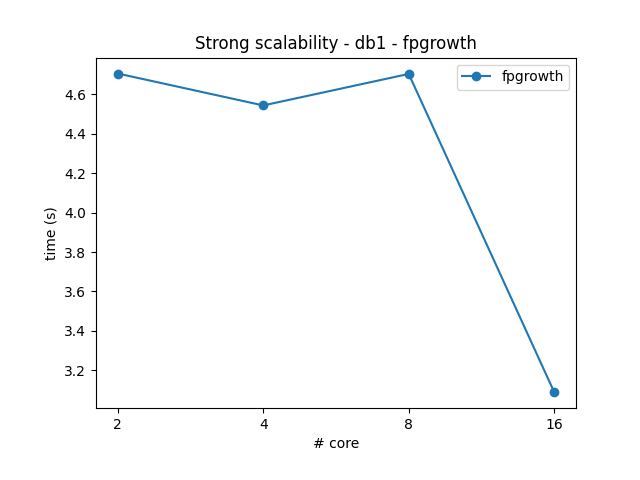 Strong scalability - db1 - fpgrowth
fpgrowth
time (s)
4.6
4.4
4.2
4.0
3.8
3.6
3.4
3.2
2 4 8 16
# core